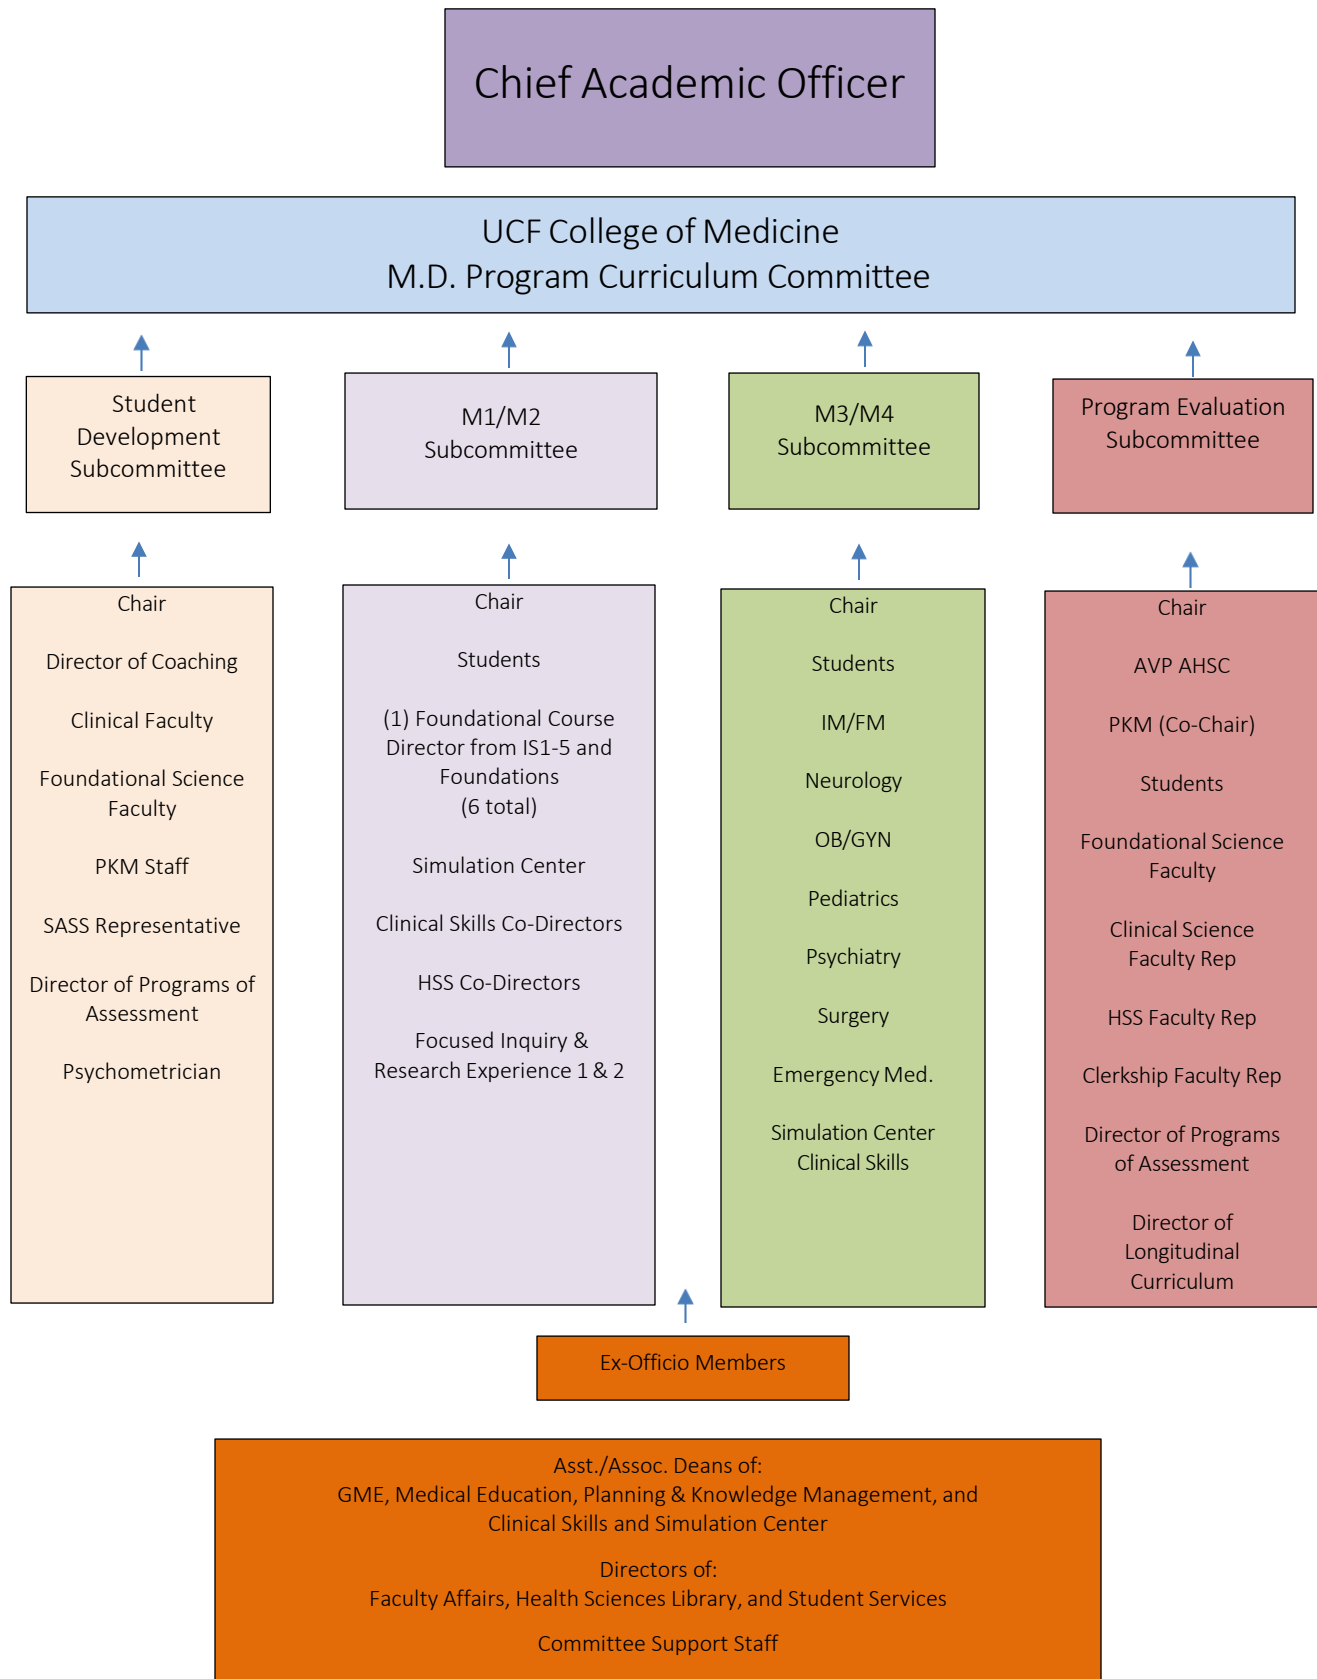 Chief Academic Officer
UCF College of Medicine
M.D. Program Curriculum Committee
Student
Development
Subcommittee
M1/M2
Subcommittee
M3/M4
Subcommittee
Program Evaluation
Subcommittee
Chair
Director of Coaching
Clinical Faculty
Foundational Science
Faculty
PKM Staff
SASS Representative
Director of Programs of
Assessment
Psychometrician
Chair
Students
(1) Foundational Course
Director from IS1-5 and
Foundations
(6 total)
Simulation Center
Clinical Skills Co-Directors
HSS Co-Directors
Focused Inquiry &
Research Experience 1 & 2
Chair
Students
IM/FM
Neurology
OB/GYN
Pediatrics
Psychiatry
Surgery
Emergency Med.
Simulation Center
Clinical Skills
Chair
AVP AHSC
PKM (Co-Chair)
Students
Foundational Science
Faculty
Clinical Science
Faculty Rep
HSS Faculty Rep
Clerkship Faculty Rep
Director of Programs
of Assessment
Director of
Longitudinal
Curriculum
Ex-Officio Members
Asst./Assoc. Deans of:
GME, Medical Education, Planning & Knowledge Management, and
Clinical Skills and Simulation Center
Directors of:
Faculty Affairs, Health Sciences Library, and Student Services
Committee Support Staff